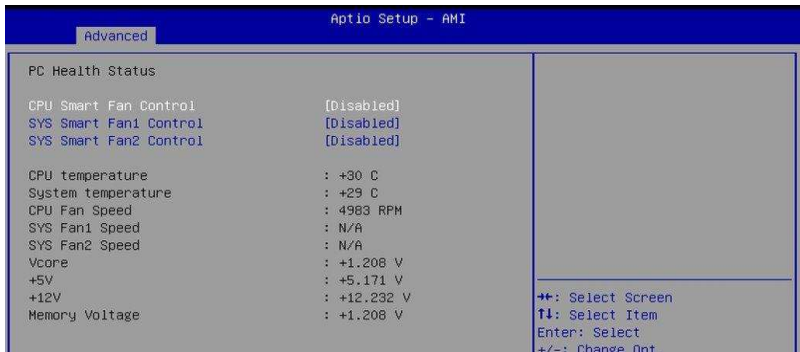 Aptio Setup – AMI
Advanced
PC Health Status
CPU Smart Fan Control [Disabled]
SYS Smart Fan1 Control [Disabled]
SYS Smart Fan2 Control [Disabled]
CPU temperature : +30 C
System temperature : +29 C
CPU Fan Speed : 4983 RPM
SYS Fan1 Speed : N/A
SYS Fan2 Speed : N/A
Vcore : +1.208 V
+5V : +5.171 V
+12V : +12.232 V
Memory Voltage : +1.208 V
→←: Select Screen
↑↓: Select Item
Enter: Select
+/-: Change Opt